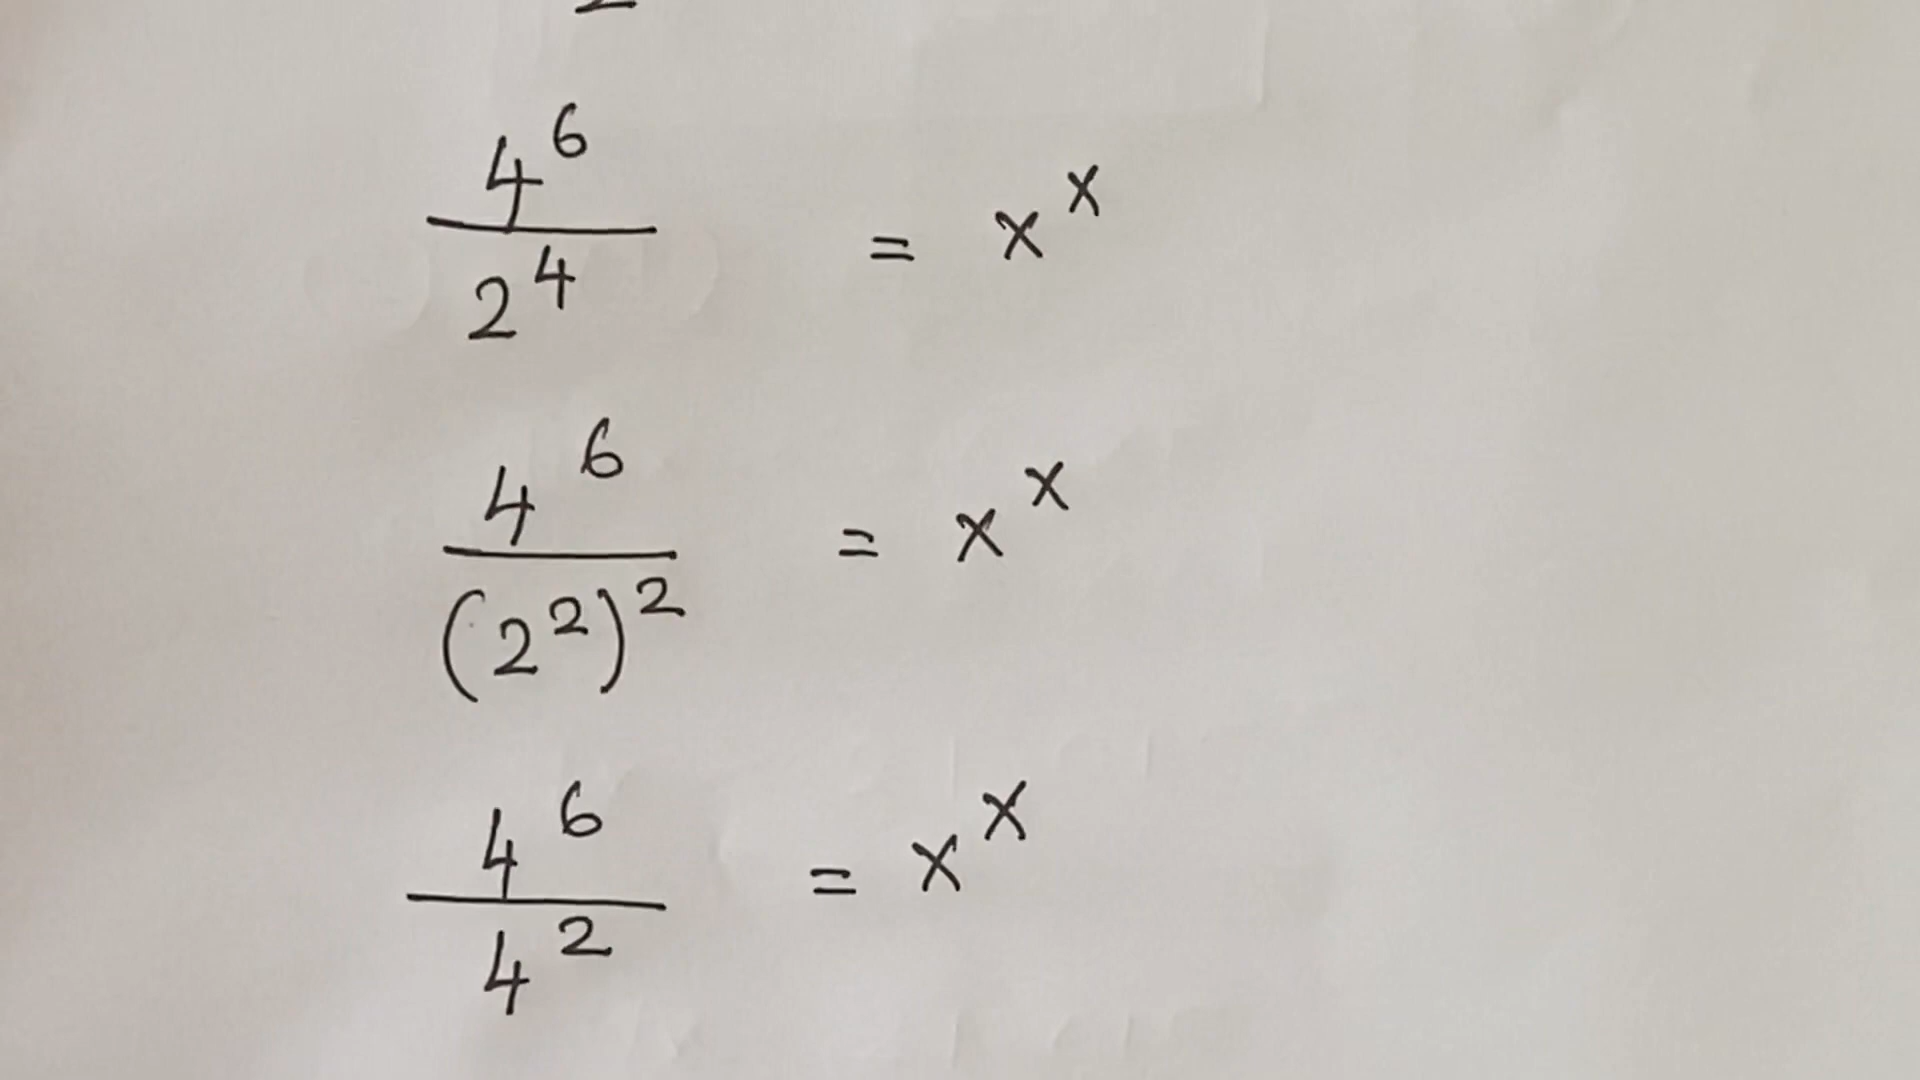 4^6 / 2^4 = x^x
4^6 / (2^2)^2 = x^x
4^6 / 4^2 = x^x